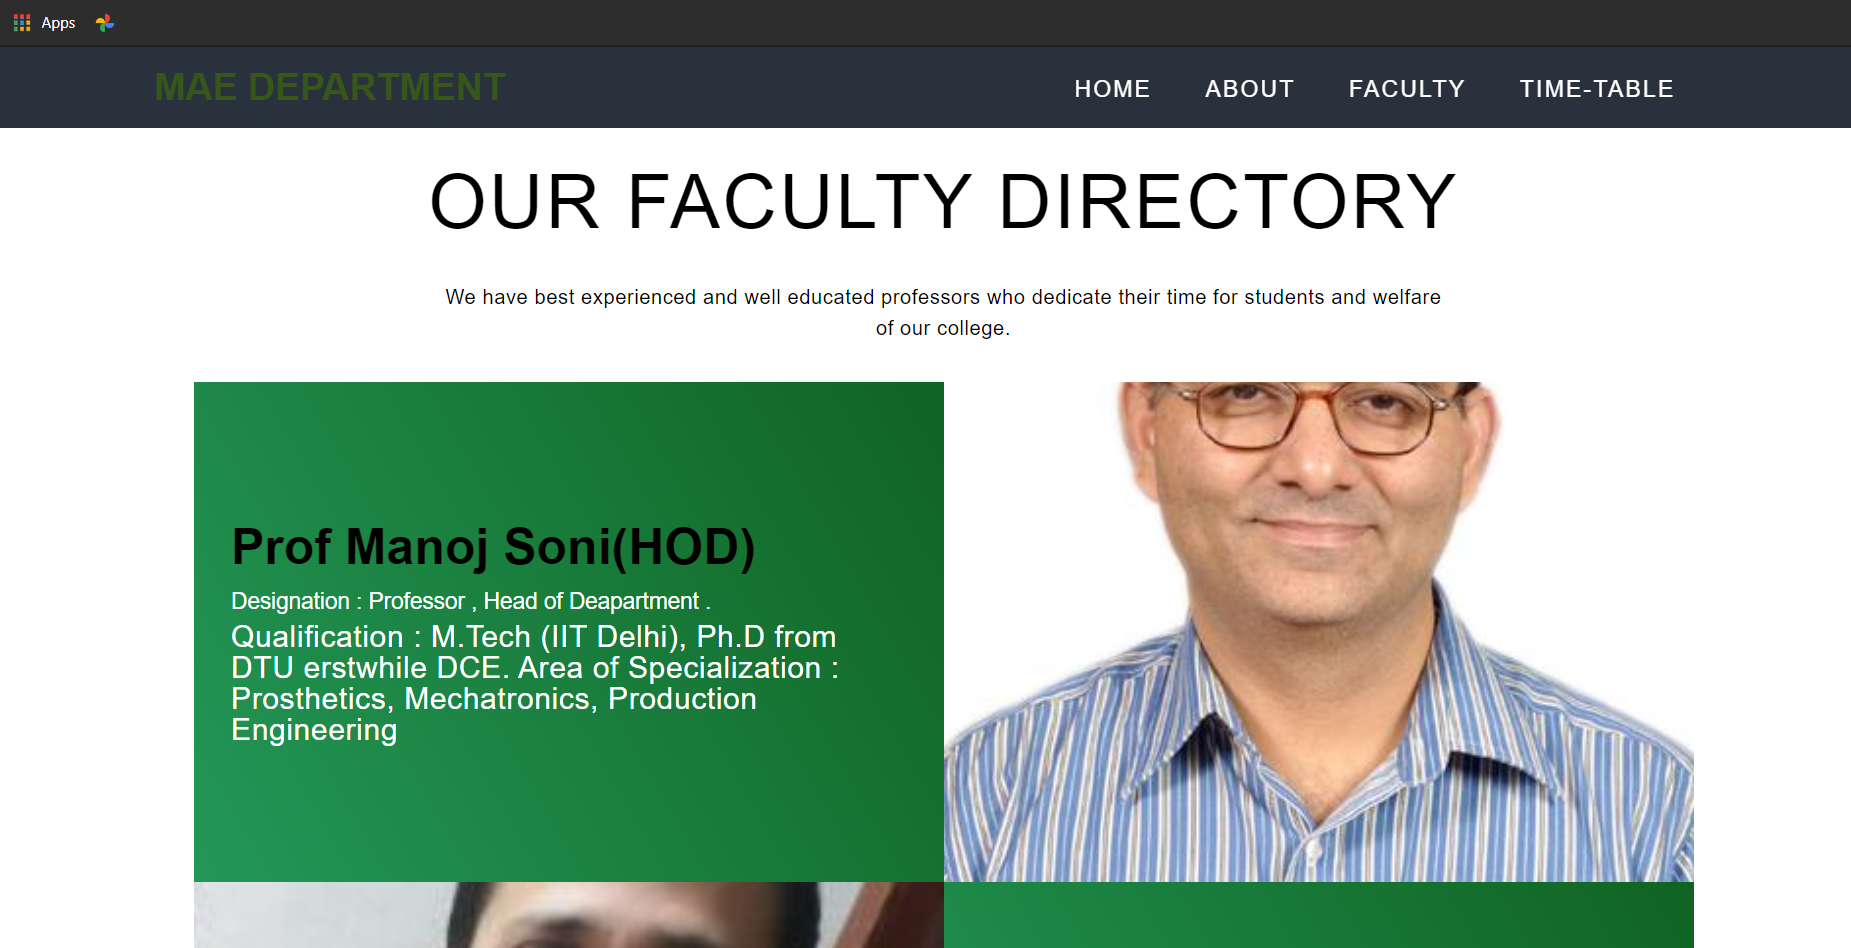 Apps
MAE DEPARTMENT
HOME ABOUT FACULTY TIME-TABLE
OUR FACULTY DIRECTORY
We have best experienced and well educated professors who dedicate their time for students and welfare
of our college.
Prof Manoj Soni(HOD)
Designation : Professor , Head of Deapartment .
Qualification : M.Tech (IIT Delhi), Ph.D from
DTU erstwhile DCE. Area of Specialization :
Prosthetics, Mechatronics, Production
Engineering